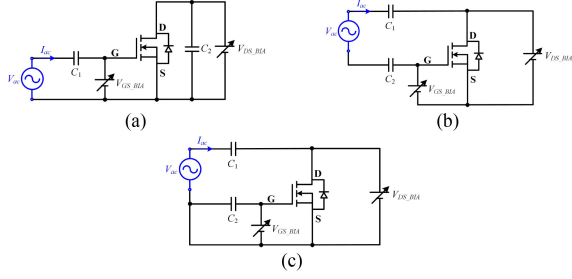 D
I_ac
G
C_1
C_2
V_DS_BIA
V_ac
V_GS_BIA
S
(a)
I_ac
C_1
D
V_ac
G
C_2
V_DS_BIA
V_GS_BIA
S
(b)
I_ac
C_1
D
V_ac
G
C_2
V_DS_BIA
S
V_GS_BIA
(c)